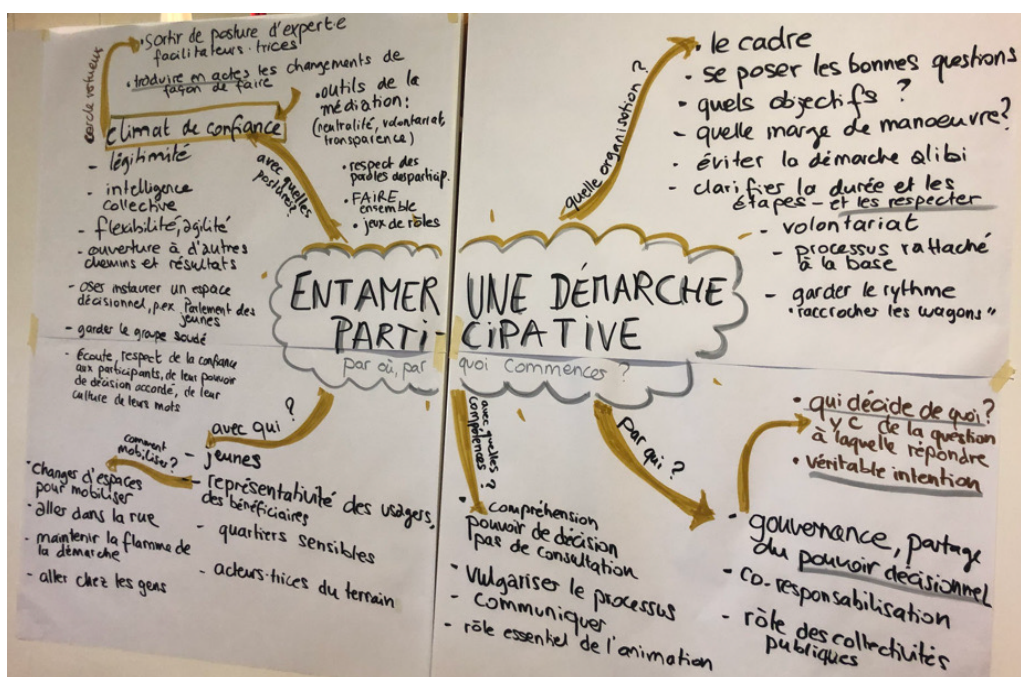 ENTAMER UNE DÉMARCHE
PARTI-CIPATIVE
par où, par quoi commencer ?
avec quelles
postures?
cercle vertueux
• sortir de posture d'expert·e
facilitateurs·trices
• traduire en actes les changements de
façon de faire
climat de confiance
• outils de la
médiation:
(neutralité, volontariat,
transparence)
• respect des
paroles des particip.
• FAIRE
ensemble
• jeux de rôles
- légitimité
- intelligence
collective
- flexibilité, agilité
- ouverture à d'autres
chemins et résultats
- oser instaurer un espace
décisionnel, p.ex. Parlement des
jeunes
- garder le groupe soudé
- Écoute, respect de la confiance
aux participants, de leur pouvoir
de décision accordé, de leur
culture de leurs mots
quelle organisation ?
• le cadre
- se poser les bonnes questions
• quels objectifs ?
- quelle marge de manoeuvre?
- éviter la démarche alibi
- clarifier la durée et les
étapes - et les respecter
- volontariat
- processus rattaché
à la base
- garder le rythme
"raccrocher les wagons"
avec qui ?
- jeunes
- représentativité des usagers,
des bénéficiaires
- quartiers sensibles
- acteurs·trices du terrain
comment
mobiliser?
• changer d'espaces
pour mobiliser
- aller dans la rue
- maintenir la flamme de
la démarche
- aller chez les gens
avec quelles
compétences ?
• compréhension
pouvoir de décision
pas de consultation
- vulgariser le processus
- communiquer
- rôle essentiel de l'animation
par qui ?
- gouvernance, partage
du pouvoir décisionnel
- co-responsabilisation
- rôle des collectivités
publiques
• qui décide de quoi?
y c de la question
à laquelle répondre
• véritable intention